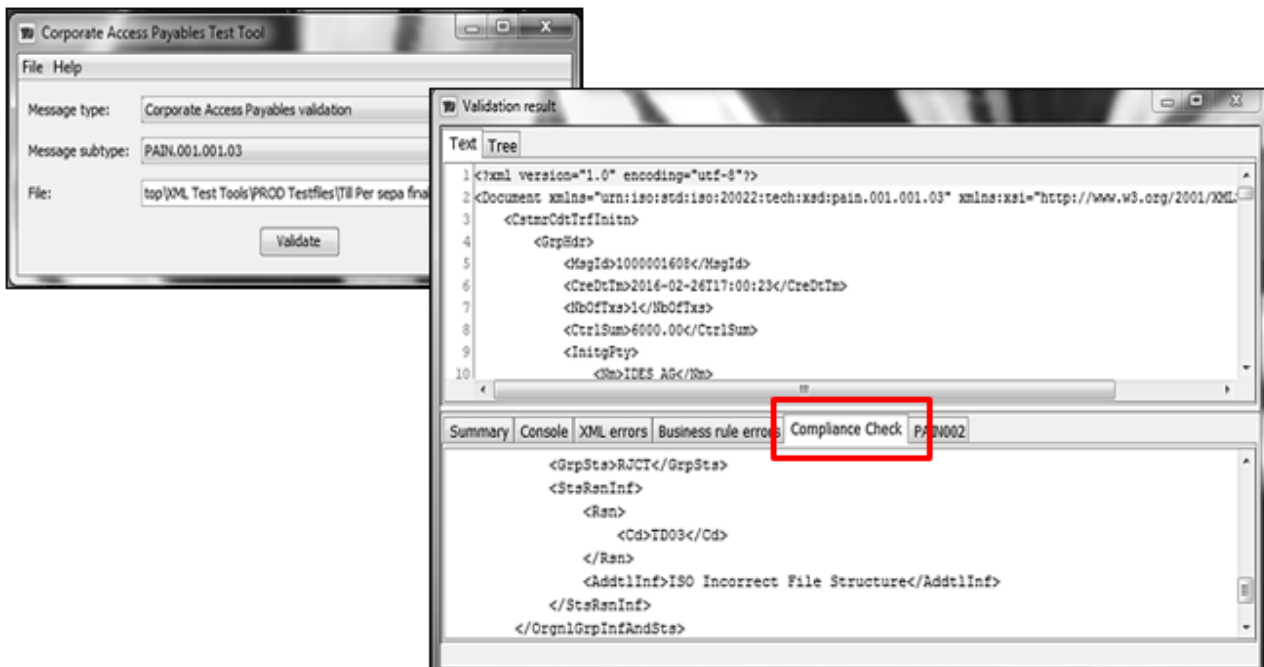 Corporate Access Payables Test Tool
File Help
Message type: Corporate Access Payables validation
Message subtype: PAIN.001.001.03
File: top\XML Test Tools\PROD Testfiles\Till Per sepa final
Validate
Validation result
Text Tree
1 <?xml version="1.0" encoding="utf-8"?>
2 <Document xmlns="urn:iso:std:iso:20022:tech:xsd:pain.001.001.03" xmlns:xsi="http://www.w3.org/2001/XML
3 <CstmrCdtTrfInitn>
4 <GrpHdr>
5 <MsgId>1000001608</MsgId>
6 <CreDtTm>2016-02-26T17:00:23</CreDtTm>
7 <NbOfTxs>1</NbOfTxs>
8 <CtrlSum>6000.00</CtrlSum>
9 <InitgPty>
10 <Nm>IDES AG</Nm>
Summary Console XML errors Business rule errors Compliance Check PAIN002
<GrpSts>RJCT</GrpSts>
<StsRsnInf>
<Rsn>
<Cd>TD03</Cd>
</Rsn>
<AddtlInf>ISO Incorrect File Structure</AddtlInf>
</StsRsnInf>
</OrgnlGrpInfAndSts>